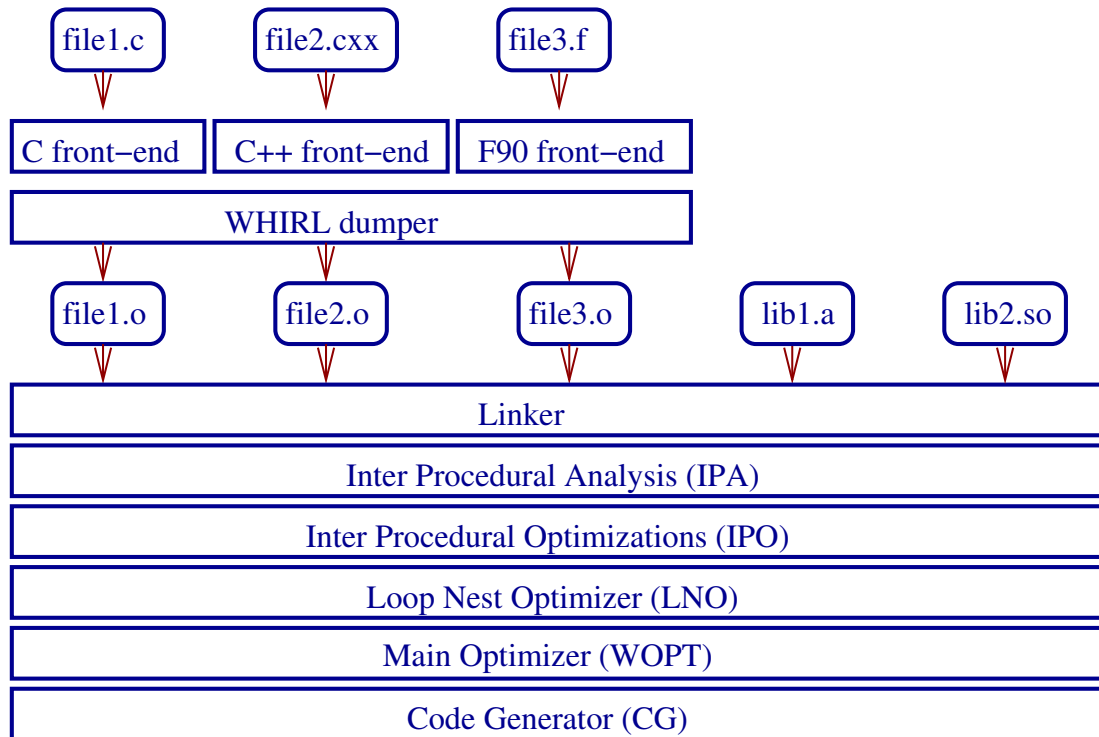 file1.c
file2.cxx
file3.f
C front−end
C++ front−end
F90 front−end
WHIRL dumper
file1.o
file2.o
file3.o
lib1.a
lib2.so
Linker
Inter Procedural Analysis (IPA)
Inter Procedural Optimizations (IPO)
Loop Nest Optimizer (LNO)
Main Optimizer (WOPT)
Code Generator (CG)